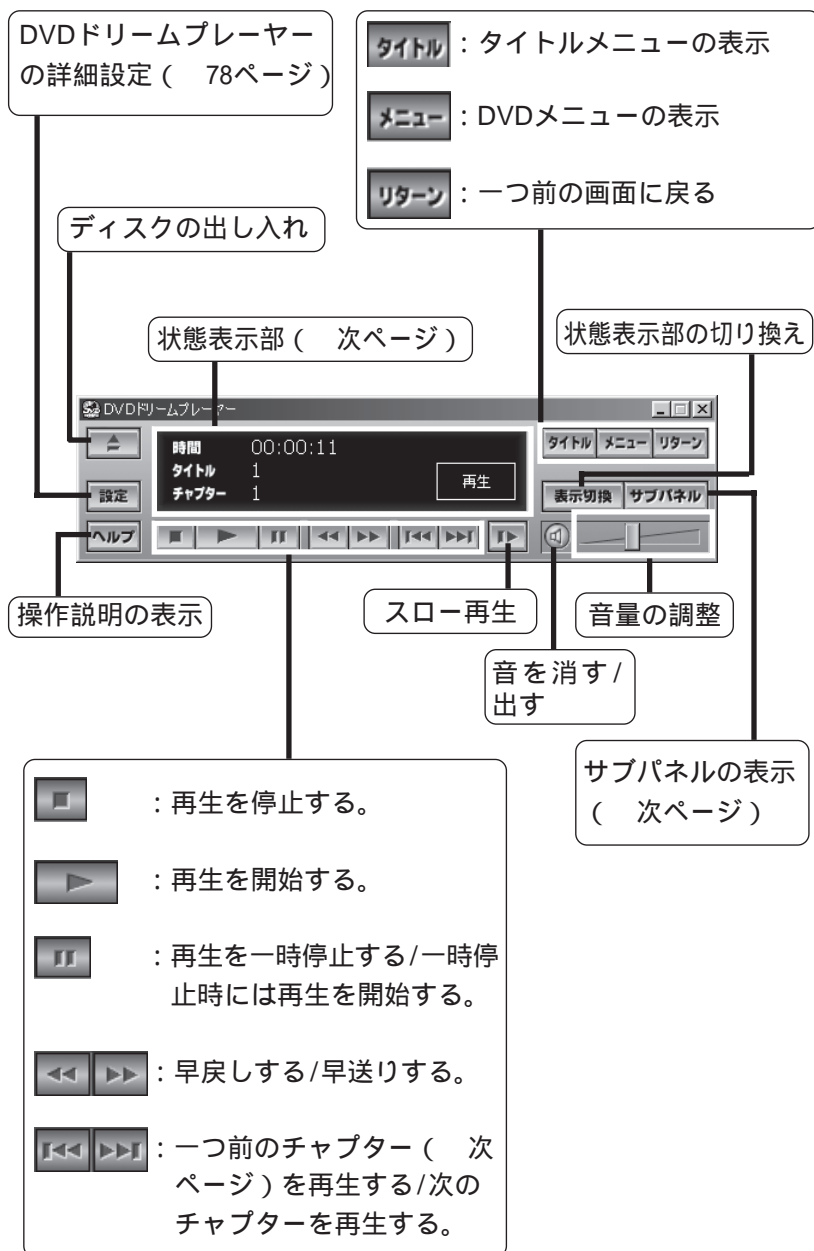 DVDドリームプレーヤー
の詳細設定（　78ページ）
タイトル：タイトルメニューの表示
メニュー：DVDメニューの表示
リターン：一つ前の画面に戻る
ディスクの出し入れ
状態表示部（　次ページ）
状態表示部の切り換え
DVDドリームプレーヤー
時間 00:00:11
タイトル 1
チャプター 1
再生
タイトル メニュー リターン
設定
表示切換 サブパネル
ヘルプ
操作説明の表示
スロー再生
音量の調整
音を消す/
出す
サブパネルの表示
（　次ページ）
：再生を停止する。
：再生を開始する。
：再生を一時停止する/一時停
止時には再生を開始する。
：早戻しする/早送りする。
：一つ前のチャプター（　次
ページ）を再生する/次の
チャプターを再生する。